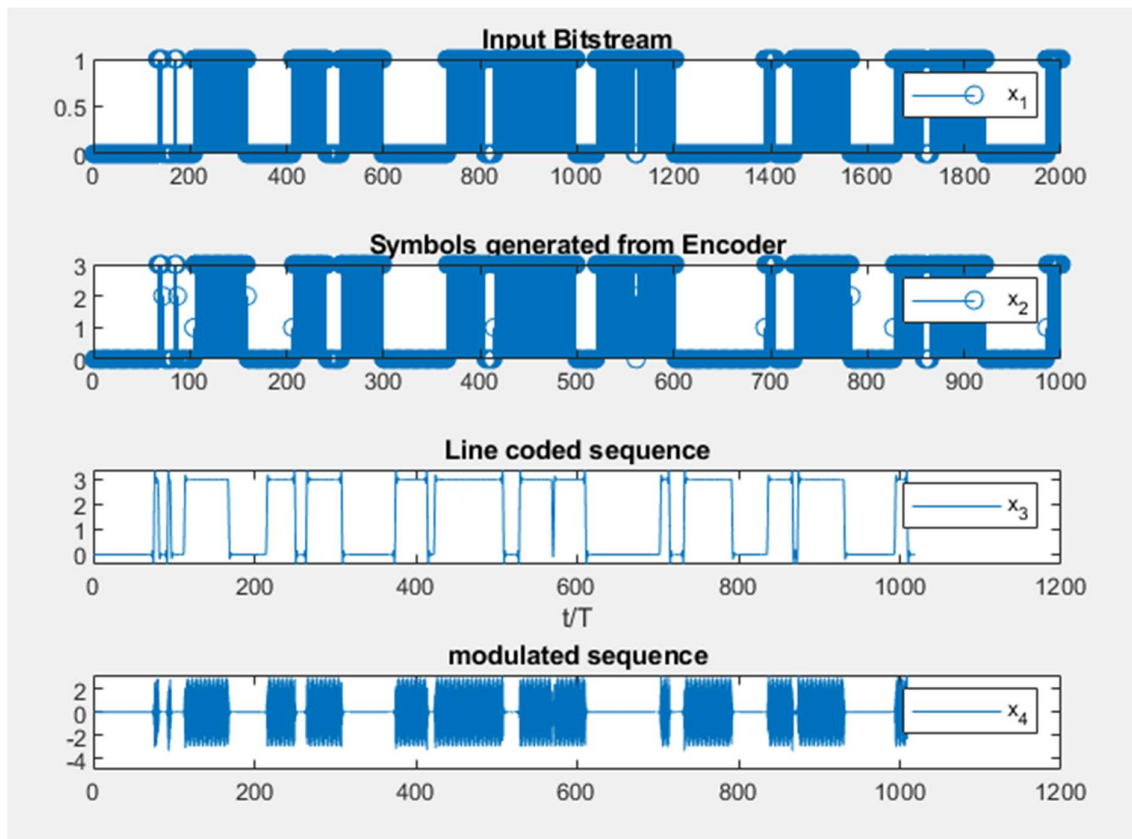 Input Bitstream
1
0.5
0
x1
0 200 400 600 800 1000 1200 1400 1600 1800 2000
Symbols generated from Encoder
3
2
1
0
x2
0 100 200 300 400 500 600 700 800 900 1000
Line coded sequence
3
2
1
0
x3
0 200 400 600 800 1000 1200
t/T
modulated sequence
2
0
-2
-4
x4
0 200 400 600 800 1000 1200